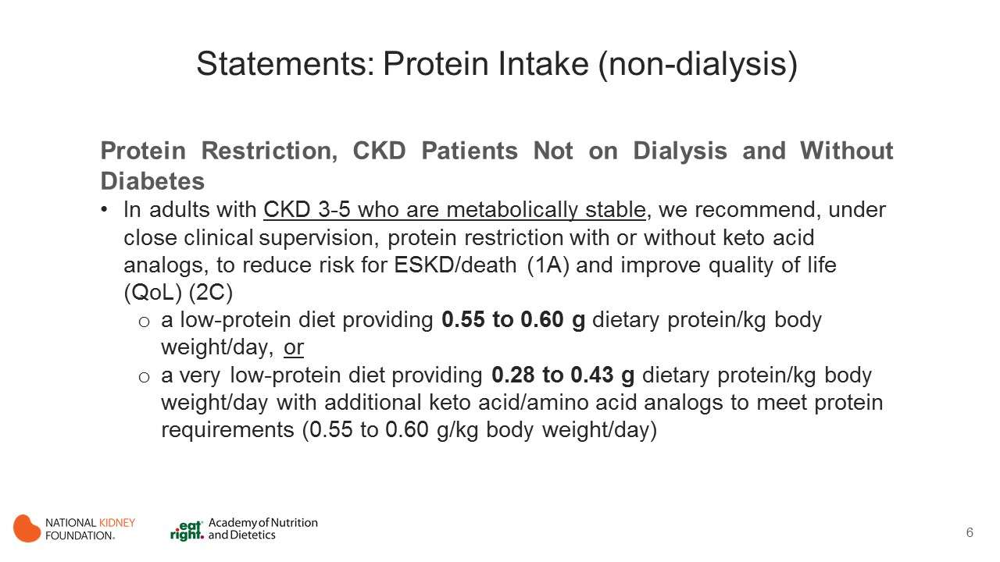 Statements: Protein Intake (non-dialysis)
Protein Restriction, CKD Patients Not on Dialysis and Without
Diabetes
• In adults with CKD 3-5 who are metabolically stable, we recommend, under
close clinical supervision, protein restriction with or without keto acid
analogs, to reduce risk for ESKD/death (1A) and improve quality of life
(QoL) (2C)
o a low-protein diet providing 0.55 to 0.60 g dietary protein/kg body
weight/day, or
o a very low-protein diet providing 0.28 to 0.43 g dietary protein/kg body
weight/day with additional keto acid/amino acid analogs to meet protein
requirements (0.55 to 0.60 g/kg body weight/day)
NATIONAL KIDNEY
FOUNDATION®
eat
right.
Academy of Nutrition
and Dietetics
6